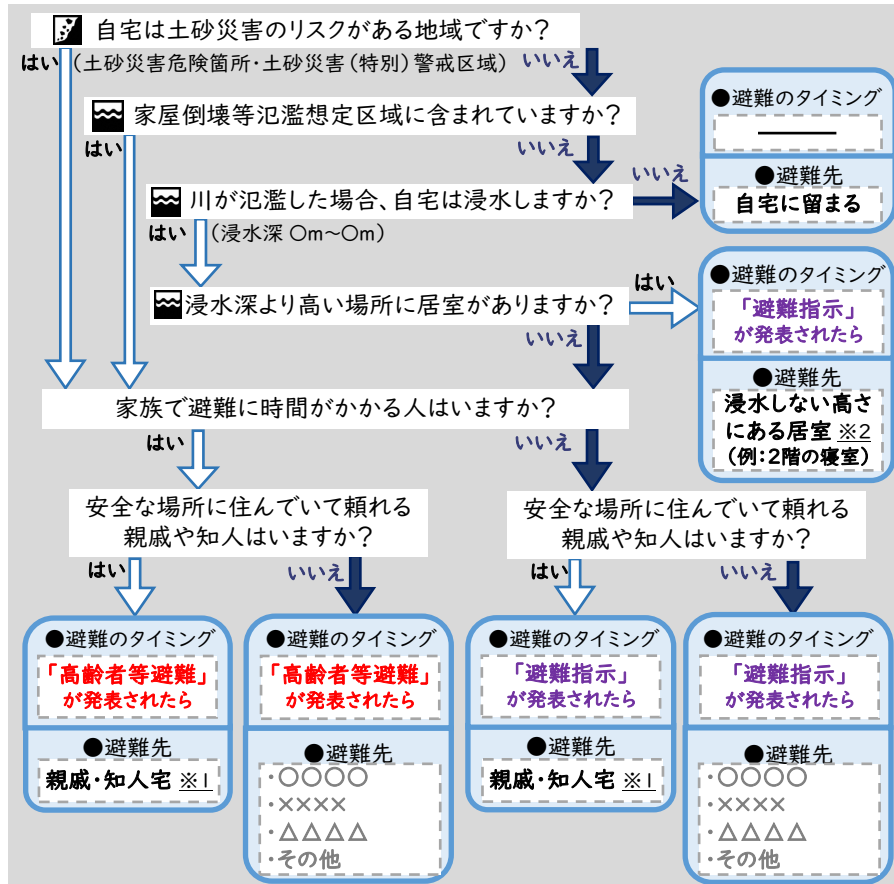 自宅は土砂災害のリスクがある地域ですか？
はい (土砂災害危険箇所・土砂災害(特別)警戒区域) いいえ
家屋倒壊等氾濫想定区域に含まれていますか？
はい いいえ
川が氾濫した場合、自宅は浸水しますか？ いいえ
はい (浸水深 〇m～〇m)
●避難のタイミング
―
●避難先
自宅に留まる
浸水深より高い場所に居室がありますか？ はい
いいえ
●避難のタイミング
「避難指示」
が発表されたら
●避難先
浸水しない高さ
にある居室 ※2
(例：2階の寝室)
家族で避難に時間がかかる人はいますか？
はい いいえ
安全な場所に住んでいて頼れる
親戚や知人はいますか？
はい いいえ
安全な場所に住んでいて頼れる
親戚や知人はいますか？
はい いいえ
●避難のタイミング
「高齢者等避難」
が発表されたら
●避難先
親戚・知人宅 ※1
●避難のタイミング
「高齢者等避難」
が発表されたら
●避難先
・〇〇〇〇
・××××
・△△△△
・その他
●避難のタイミング
「避難指示」
が発表されたら
●避難先
親戚・知人宅 ※1
●避難のタイミング
「避難指示」
が発表されたら
●避難先
・〇〇〇〇
・××××
・△△△△
・その他